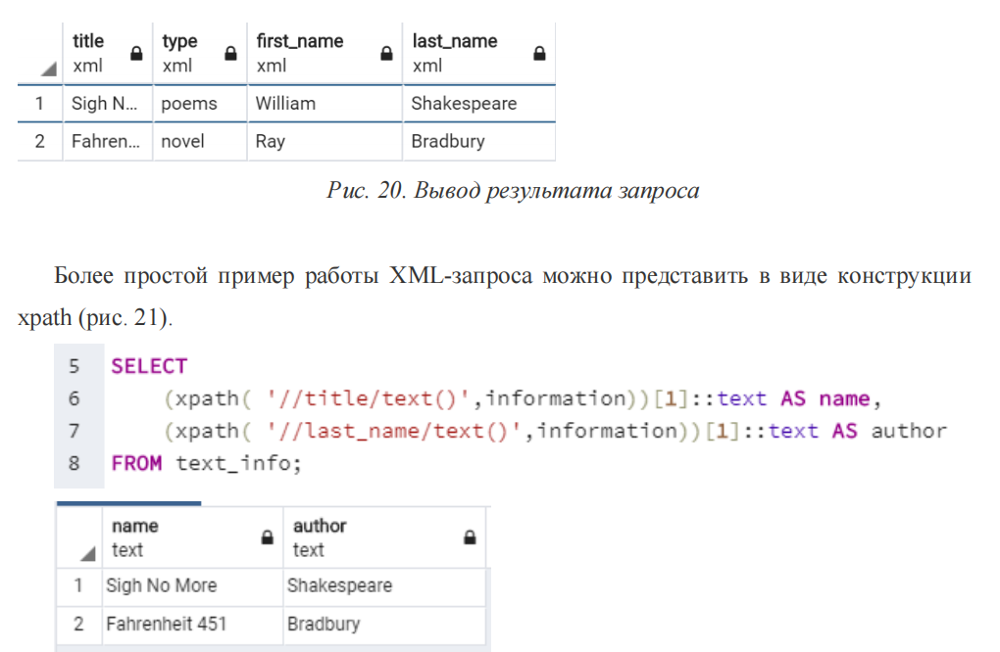 title type first_name last_name
xml xml xml xml
1 Sigh N... poems William Shakespeare
2 Fahren... novel Ray Bradbury
Рис. 20. Вывод результата запроса
Более простой пример работы XML-запроса можно представить в виде конструкции
xpath (рис. 21).
5 SELECT
6 (xpath( '//title/text()',information))[1]::text AS name,
7 (xpath( '//last_name/text()',information))[1]::text AS author
8 FROM text_info;
name author
text text
1 Sigh No More Shakespeare
2 Fahrenheit 451 Bradbury